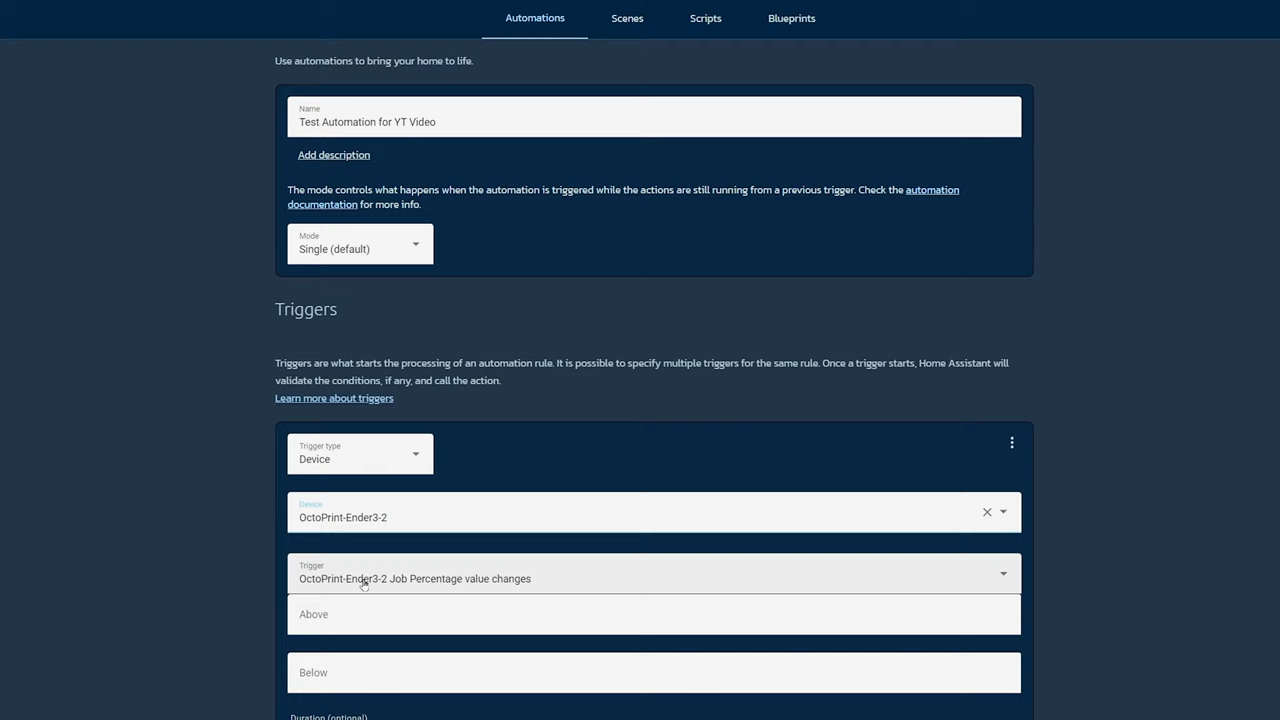 Automations
Scenes
Scripts
Blueprints
Use automations to bring your home to life.
Name
Test Automation for YT Video
Add description
The mode controls what happens when the automation is triggered while the actions are still running from a previous trigger. Check the automation
documentation for more info.
Mode
Single (default)
Triggers
Triggers are what starts the processing of an automation rule. It is possible to specify multiple triggers for the same rule. Once a trigger starts, Home Assistant will
validate the conditions, if any, and call the action.
Learn more about triggers
Trigger type
Device
Device
OctoPrint-Ender3-2
Trigger
OctoPrint-Ender3-2 Job Percentage value changes
Above
Below
Duration (optional)